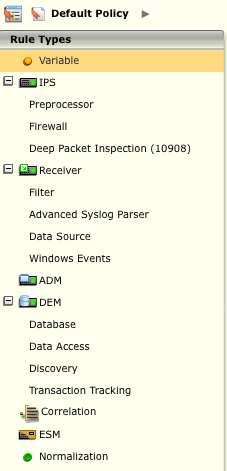 Default Policy
Rule Types
Variable
IPS
Preprocessor
Firewall
Deep Packet Inspection (10908)
Receiver
Filter
Advanced Syslog Parser
Data Source
Windows Events
ADM
DEM
Database
Data Access
Discovery
Transaction Tracking
Correlation
ESM
Normalization